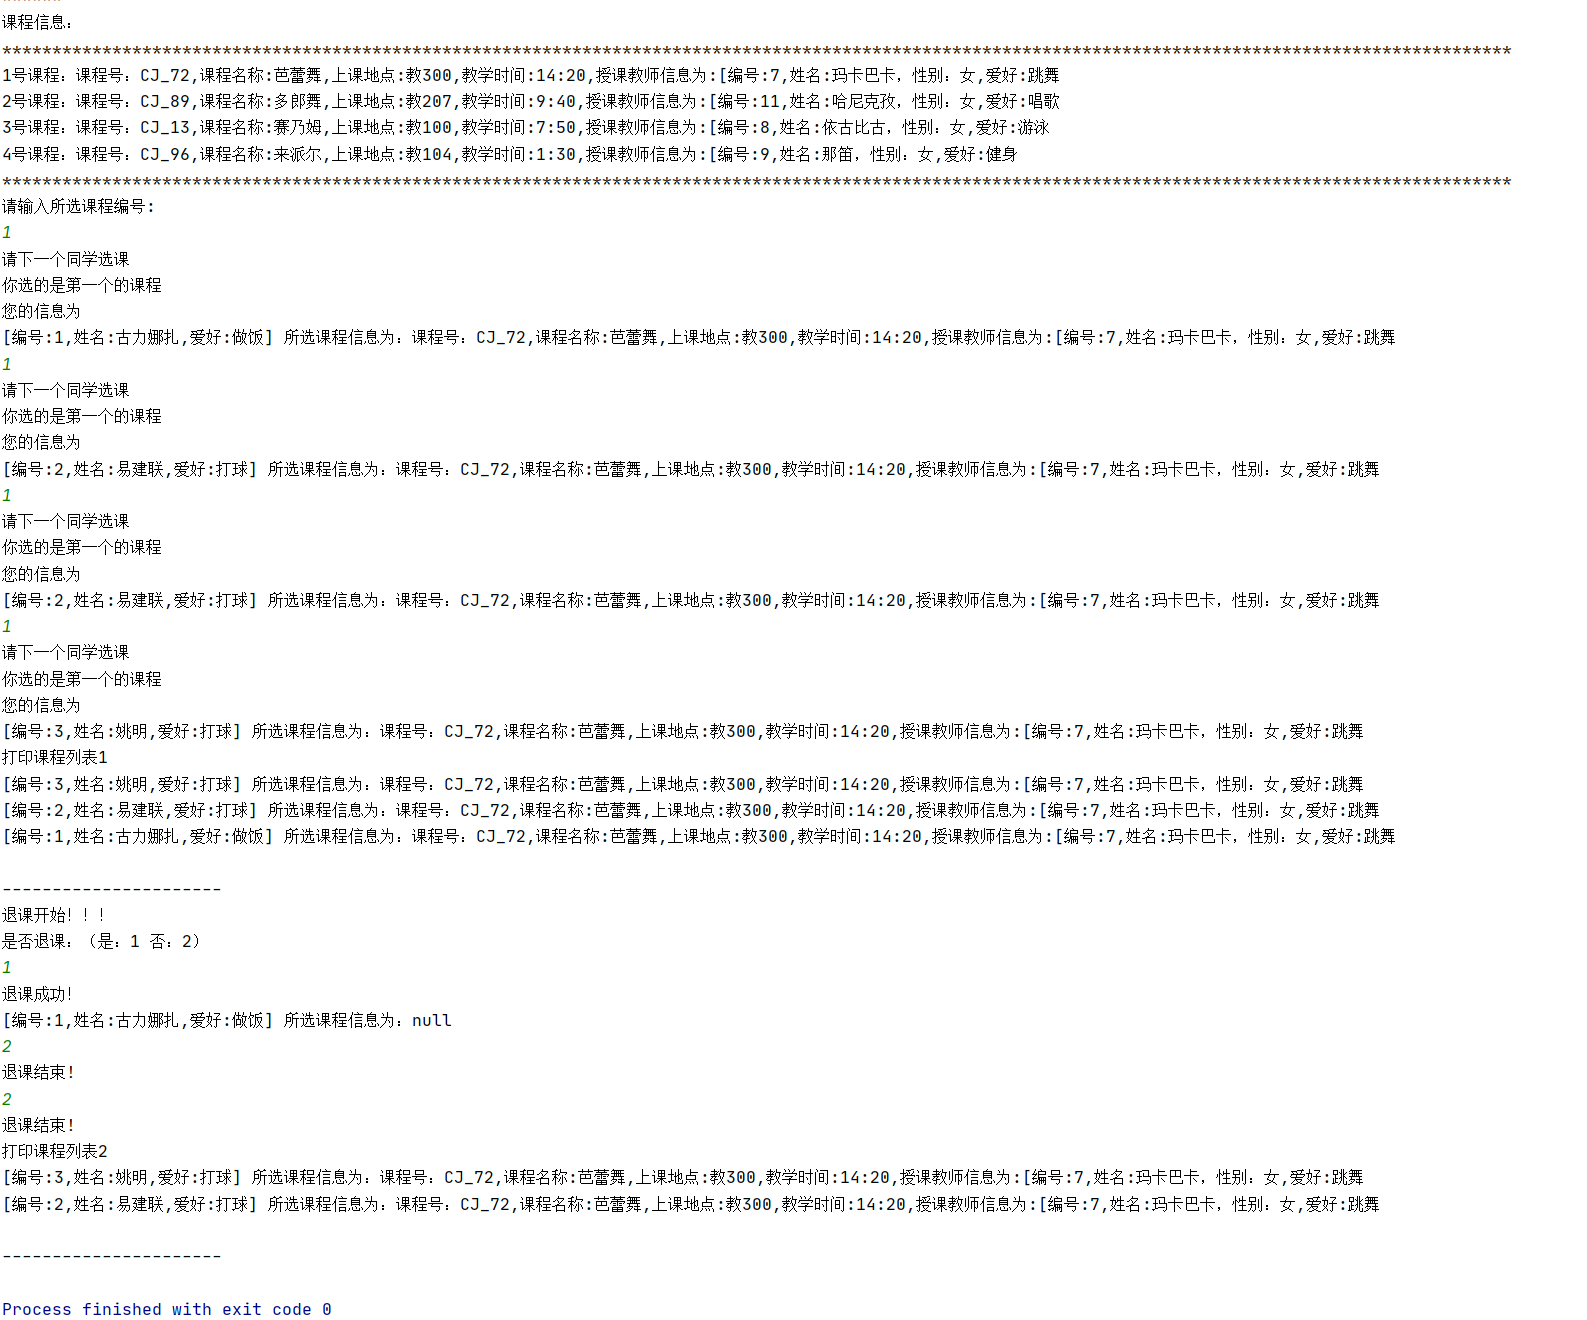 ******
课程信息:
*******************************************************************************************************************************************************
1号课程：课程号：CJ_72,课程名称:芭蕾舞,上课地点:教300,教学时间:14:20,授课教师信息为:[编号:7,姓名:玛卡巴卡，性别：女,爱好:跳舞
2号课程：课程号：CJ_89,课程名称:多郎舞,上课地点:教207,教学时间:9:40,授课教师信息为:[编号:11,姓名:哈尼克孜，性别：女,爱好:唱歌
3号课程：课程号：CJ_13,课程名称:赛乃姆,上课地点:教100,教学时间:7:50,授课教师信息为:[编号:8,姓名:依古比古，性别：女,爱好:游泳
4号课程：课程号：CJ_96,课程名称:来派尔,上课地点:教104,教学时间:1:30,授课教师信息为:[编号:9,姓名:那笛，性别：女,爱好:健身
*******************************************************************************************************************************************************
请输入所选课程编号:
1
请下一个同学选课
你选的是第一个的课程
您的信息为
[编号:1,姓名:古力娜扎,爱好:做饭] 所选课程信息为：课程号：CJ_72,课程名称:芭蕾舞,上课地点:教300,教学时间:14:20,授课教师信息为:[编号:7,姓名:玛卡巴卡，性别：女,爱好:跳舞
1
请下一个同学选课
你选的是第一个的课程
您的信息为
[编号:2,姓名:易建联,爱好:打球] 所选课程信息为：课程号：CJ_72,课程名称:芭蕾舞,上课地点:教300,教学时间:14:20,授课教师信息为:[编号:7,姓名:玛卡巴卡，性别：女,爱好:跳舞
1
请下一个同学选课
你选的是第一个的课程
您的信息为
[编号:2,姓名:易建联,爱好:打球] 所选课程信息为：课程号：CJ_72,课程名称:芭蕾舞,上课地点:教300,教学时间:14:20,授课教师信息为:[编号:7,姓名:玛卡巴卡，性别：女,爱好:跳舞
1
请下一个同学选课
你选的是第一个的课程
您的信息为
[编号:3,姓名:姚明,爱好:打球] 所选课程信息为：课程号：CJ_72,课程名称:芭蕾舞,上课地点:教300,教学时间:14:20,授课教师信息为:[编号:7,姓名:玛卡巴卡，性别：女,爱好:跳舞
打印课程列表1
[编号:3,姓名:姚明,爱好:打球] 所选课程信息为：课程号：CJ_72,课程名称:芭蕾舞,上课地点:教300,教学时间:14:20,授课教师信息为:[编号:7,姓名:玛卡巴卡，性别：女,爱好:跳舞
[编号:2,姓名:易建联,爱好:打球] 所选课程信息为：课程号：CJ_72,课程名称:芭蕾舞,上课地点:教300,教学时间:14:20,授课教师信息为:[编号:7,姓名:玛卡巴卡，性别：女,爱好:跳舞
[编号:1,姓名:古力娜扎,爱好:做饭] 所选课程信息为：课程号：CJ_72,课程名称:芭蕾舞,上课地点:教300,教学时间:14:20,授课教师信息为:[编号:7,姓名:玛卡巴卡，性别：女,爱好:跳舞
----------------------
退课开始！！！
是否退课：（是：1 否：2）
1
退课成功!
[编号:1,姓名:古力娜扎,爱好:做饭] 所选课程信息为：null
2
退课结束!
2
退课结束!
打印课程列表2
[编号:3,姓名:姚明,爱好:打球] 所选课程信息为：课程号：CJ_72,课程名称:芭蕾舞,上课地点:教300,教学时间:14:20,授课教师信息为:[编号:7,姓名:玛卡巴卡，性别：女,爱好:跳舞
[编号:2,姓名:易建联,爱好:打球] 所选课程信息为：课程号：CJ_72,课程名称:芭蕾舞,上课地点:教300,教学时间:14:20,授课教师信息为:[编号:7,姓名:玛卡巴卡，性别：女,爱好:跳舞
----------------------
Process finished with exit code 0